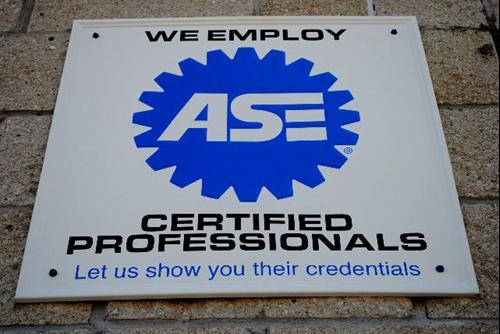 WE EMPLOY
ASE®
CERTIFIED
PROFESSIONALS
Let us show you their credentials